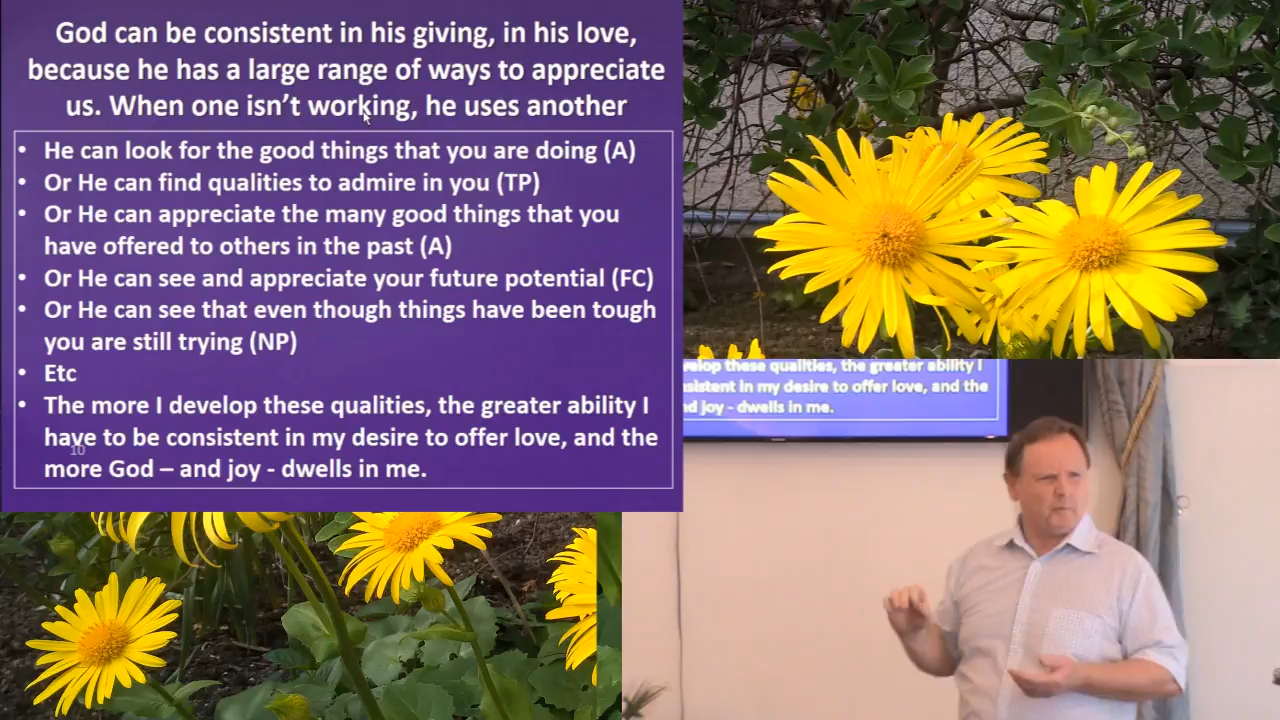 God can be consistent in his giving, in his love,
because he has a large range of ways to appreciate
us. When one isn't working, he uses another
• He can look for the good things that you are doing (A)
• Or He can find qualities to admire in you (TP)
• Or He can appreciate the many good things that you
have offered to others in the past (A)
• Or He can see and appreciate your future potential (FC)
• Or He can see that even though things have been tough
you are still trying (NP)
• Etc
• The more I develop these qualities, the greater ability I
have to be consistent in my desire to offer love, and the
more God – and joy - dwells in me.
10
velop these qualities, the greater ability I
sistent in my desire to offer love, and the
nd joy - dwells in me.